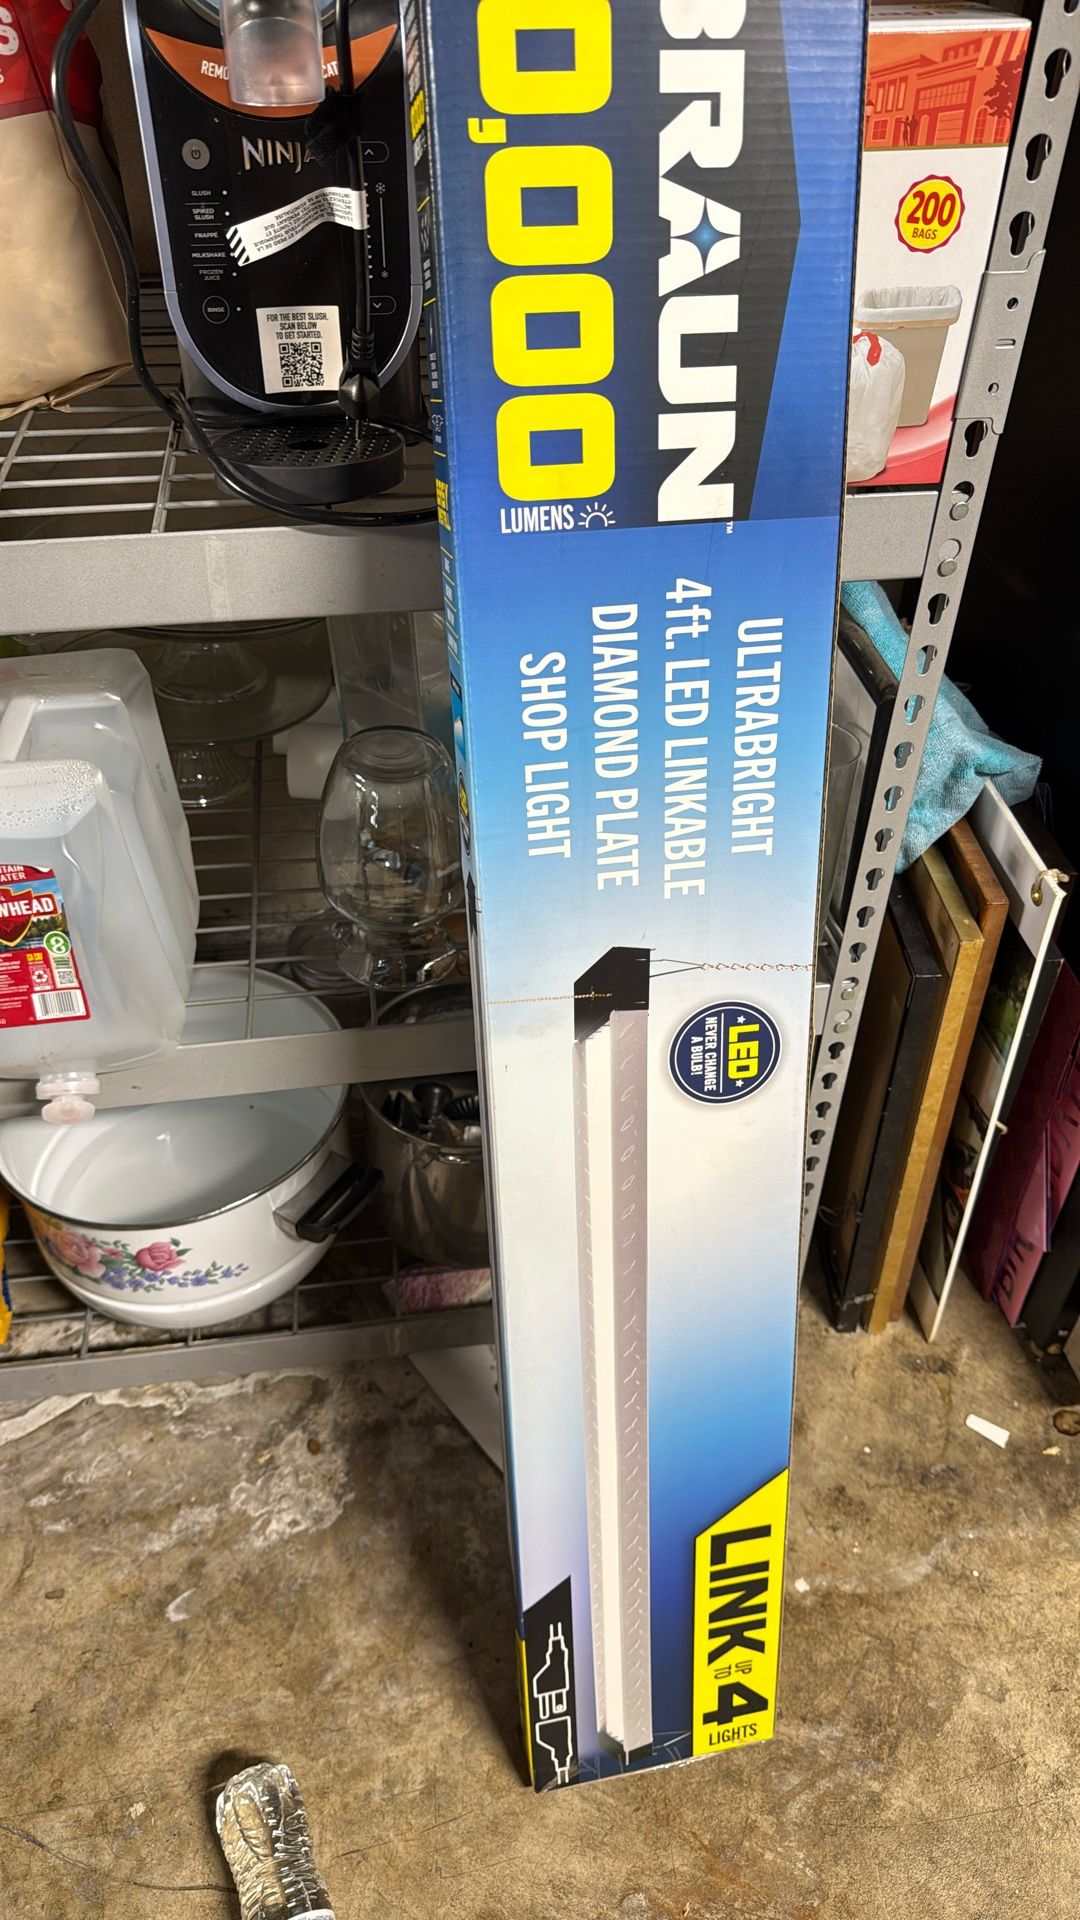 BRAUN™
0,000
LUMENS
ULTRABRIGHT
4ft. LED LINKABLE
DIAMOND PLATE
SHOP LIGHT
LED
NEVER CHANGE
A BULB!
LINK UP TO 4
LIGHTS
NINJA
SLUSH
SPIKED
SLUSH
FRAPPÉ
MILKSHAKE
FROZEN
JUICE
RINSE
FOR THE BEST SLUSH,
SCAN BELOW
TO GET STARTED.
200
BAGS
WHEAD